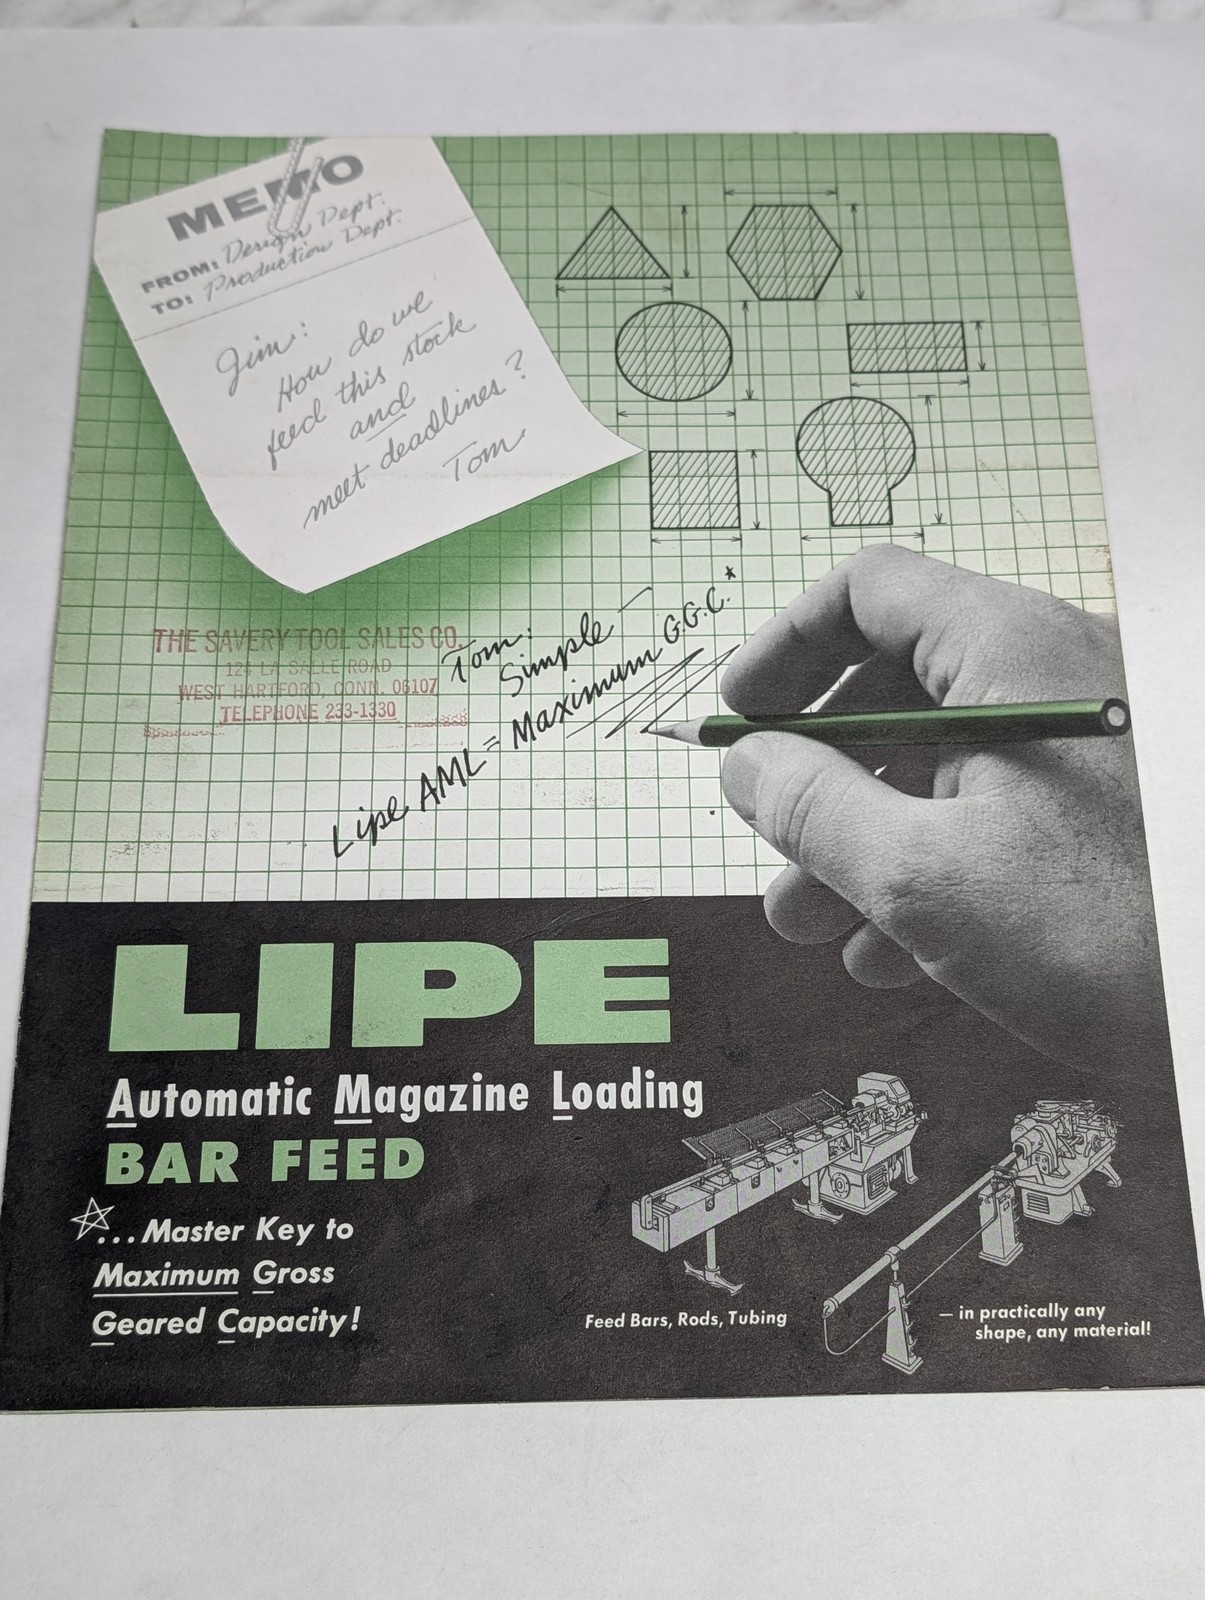 MEMO
FROM: Design Dept.
TO: Production Dept.
Jim:
How do we
feed this stock
and
meet deadlines?
Tom
THE SAVERY TOOL SALES CO.
124 LA SALLE ROAD
WEST HARTFORD, CONN. 06107
TELEPHONE 233-1330
Tom:
Simple —
Lipe AML = Maximum G.G.C.*
LIPE
Automatic Magazine Loading
BAR FEED
...Master Key to
Maximum Gross
Geared Capacity!
Feed Bars, Rods, Tubing
— in practically any
shape, any material!